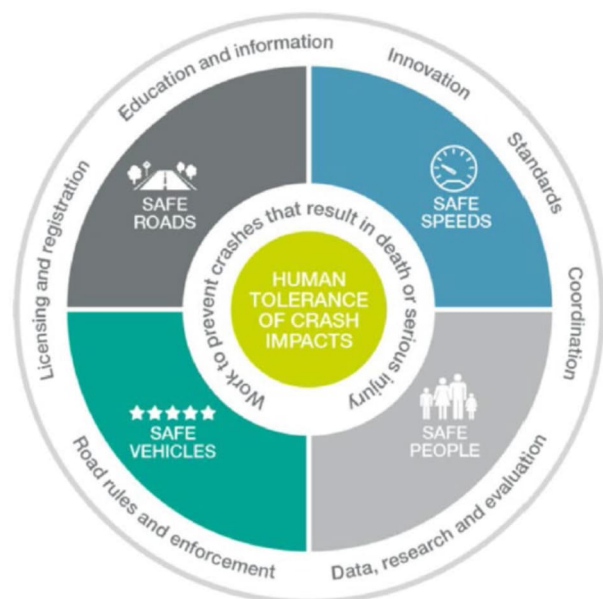 Education and information
Innovation
Standards
Coordination
Data, research and evaluation
Road rules and enforcement
Licensing and registration
SAFE
ROADS
SAFE
SPEEDS
SAFE
VEHICLES
SAFE
PEOPLE
Work to prevent crashes that result in death or serious injury
HUMAN
TOLERANCE
OF CRASH
IMPACTS